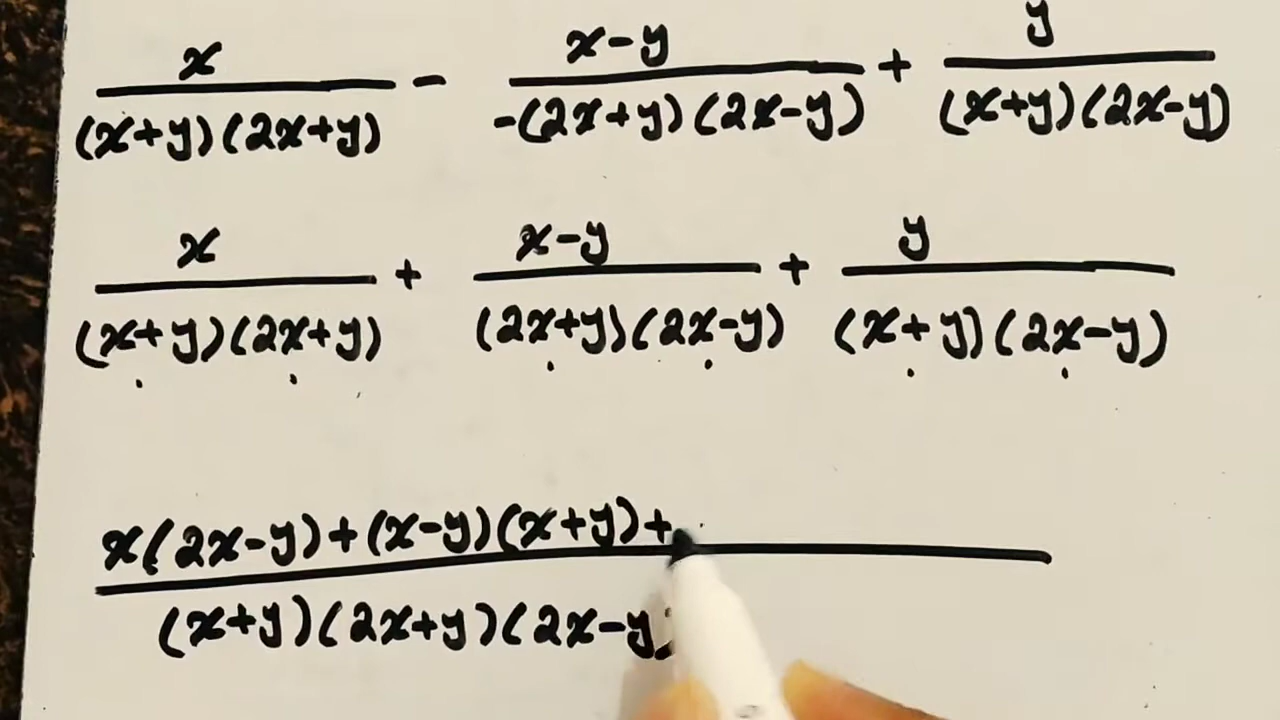 x / (x+y)(2x+y) - x-y / -(2x+y)(2x-y) + y / (x+y)(2x-y)
x / (x+y)(2x+y) + x-y / (2x+y)(2x-y) + y / (x+y)(2x-y)
x(2x-y)+(x-y)(x+y)+
(x+y)(2x+y)(2x-y)